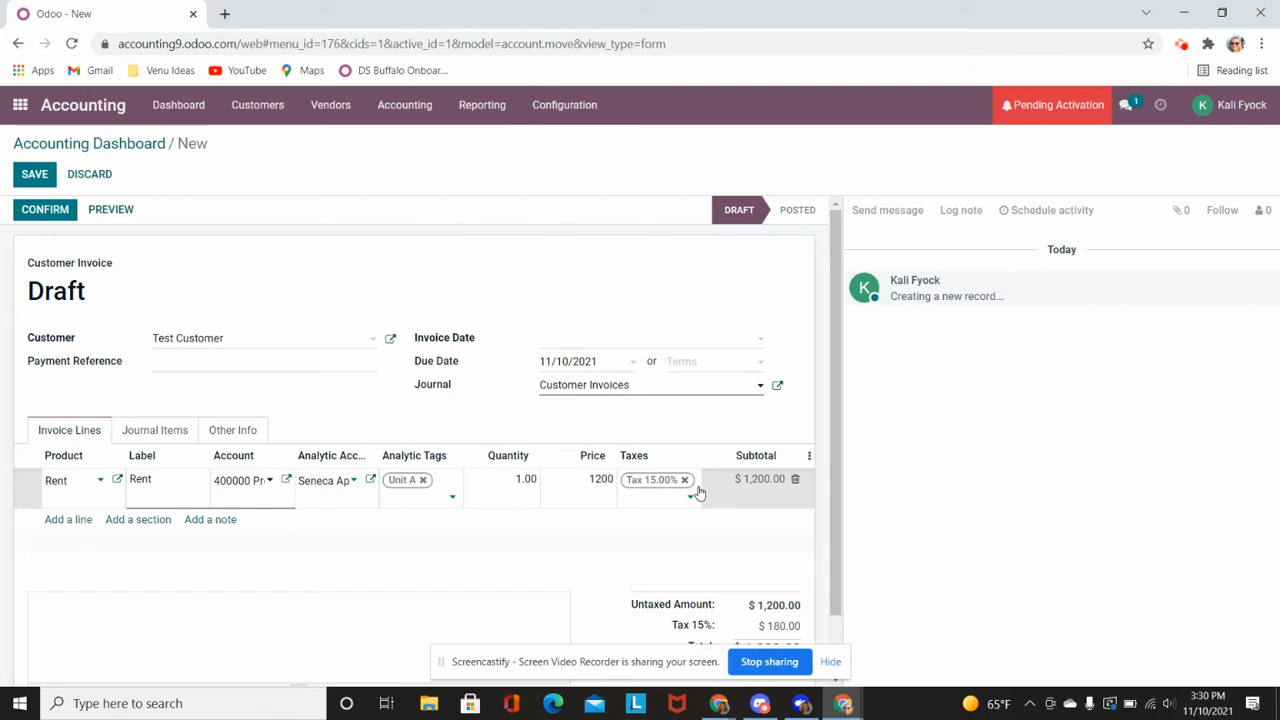 Odoo - New
accounting9.odoo.com/web#menu_id=176&cids=1&active_id=1&model=account.move&view_type=form
Apps Gmail Venu Ideas YouTube Maps DS Buffalo Onboar... Reading list
Accounting Dashboard Customers Vendors Accounting Reporting Configuration Pending Activation 1 K Kali Fyock
Accounting Dashboard / New
SAVE DISCARD
CONFIRM PREVIEW DRAFT POSTED Send message Log note Schedule activity 0 Follow 0
Today
Customer Invoice
Draft
K Kali Fyock
Creating a new record...
Customer Test Customer Invoice Date
Payment Reference Due Date 11/10/2021 or Terms
Journal Customer Invoices
Invoice Lines Journal Items Other Info
Product Label Account Analytic Acc... Analytic Tags Quantity Price Taxes Subtotal
Rent Rent 400000 Pr Seneca Ap Unit A 1.00 1200 Tax 15.00% $ 1,200.00
Add a line Add a section Add a note
Untaxed Amount: $ 1,200.00
Tax 15%: $ 180.00
Screencastify - Screen Video Recorder is sharing your screen. Stop sharing Hide
Type here to search L 65°F 3:30 PM
11/10/2021